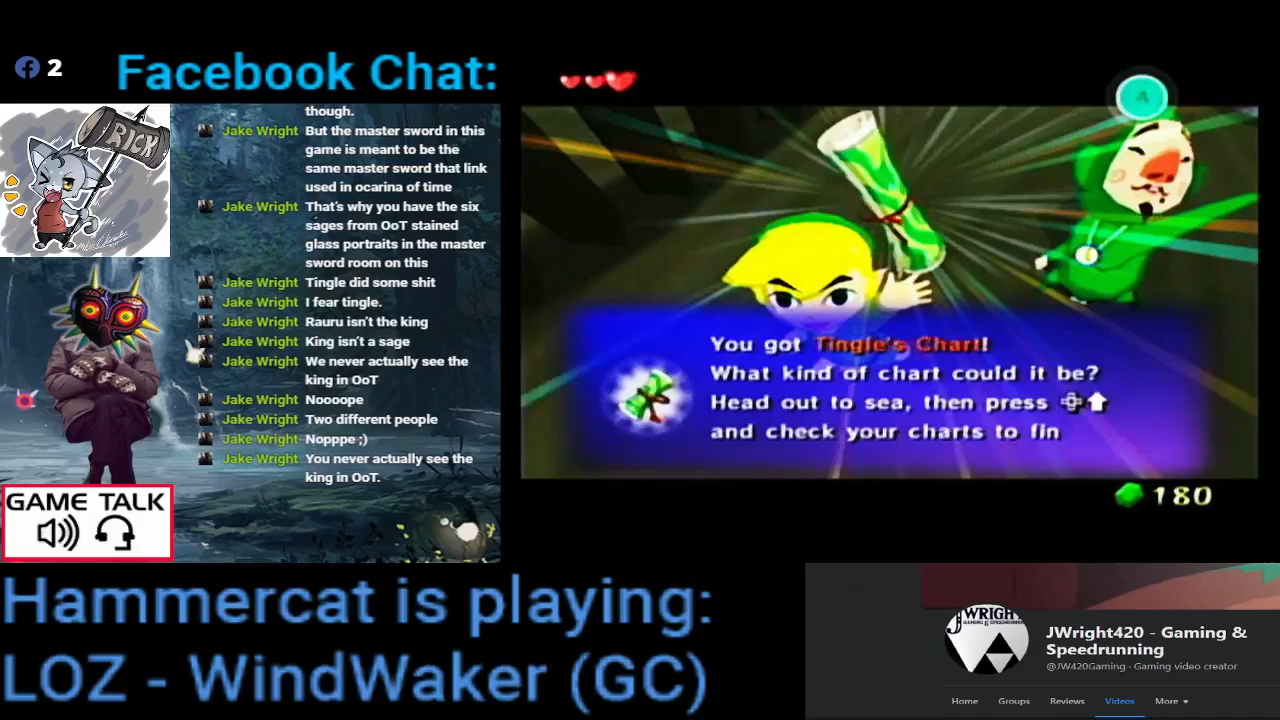 2
Facebook Chat:
RICK
though.
Jake Wright But the master sword in this
game is meant to be the
same master sword that link
used in ocarina of time
Jake Wright That's why you have the six
sages from OoT stained
glass portraits in the master
sword room on this
Jake Wright Tingle did some shit
Jake Wright I fear tingle.
Jake Wright Rauru isn't the king
Jake Wright King isn't a sage
Jake Wright We never actually see the
king in OoT
Jake Wright Noooope
Jake Wright Two different people
Jake Wright Nopppe ;)
Jake Wright You never actually see the
king in OoT.
GAME TALK
A
You got Tingle's Chart!
What kind of chart could it be?
Head out to sea, then press
and check your charts to fin
180
Hammercat is playing:
LOZ - WindWaker (GC)
JWRIGHT
GAMING & SPEEDRUNNING
JWright420 - Gaming &
Speedrunning
@JW420Gaming · Gaming video creator
Home Groups Reviews Videos More